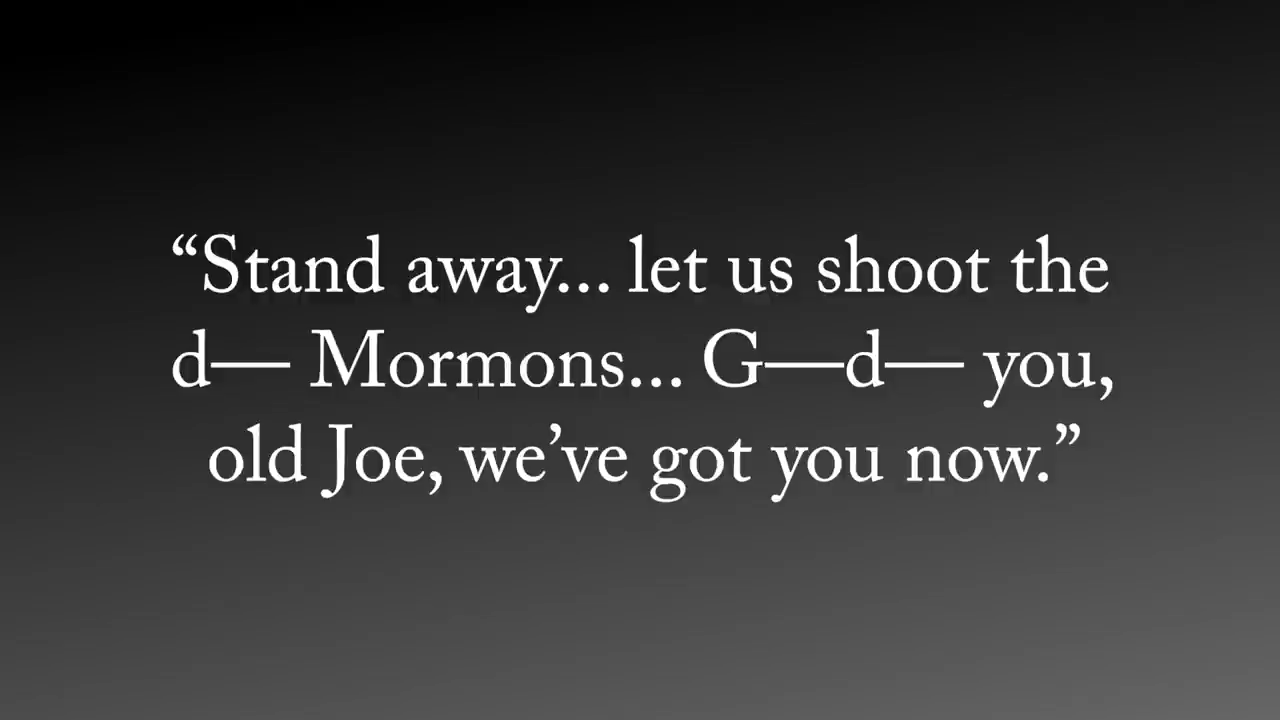 “Stand away... let us shoot the
d— Mormons... G—d— you,
old Joe, we’ve got you now.”